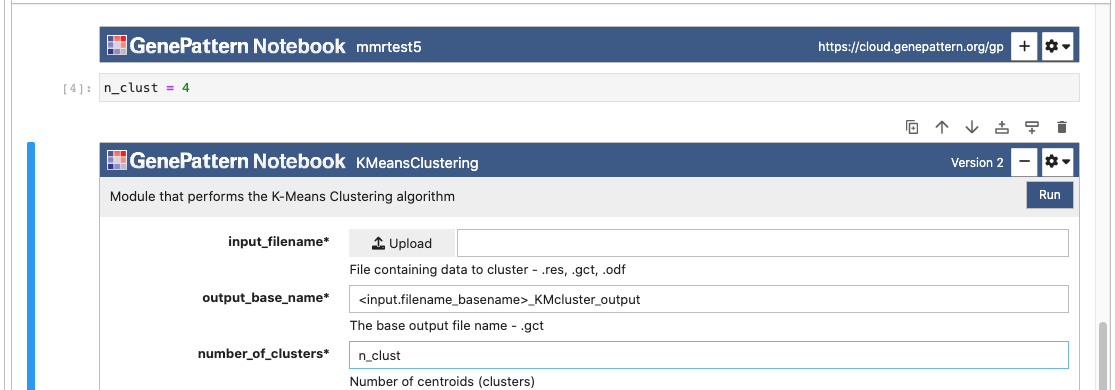 GenePattern Notebook mmrtest5 https://cloud.genepattern.org/gp
[4]: n_clust = 4
GenePattern Notebook KMeansClustering Version 2
Module that performs the K-Means Clustering algorithm Run
input_filename* Upload
File containing data to cluster - .res, .gct, .odf
output_base_name* <input.filename_basename>_KMcluster_output
The base output file name - .gct
number_of_clusters* n_clust
Number of centroids (clusters)